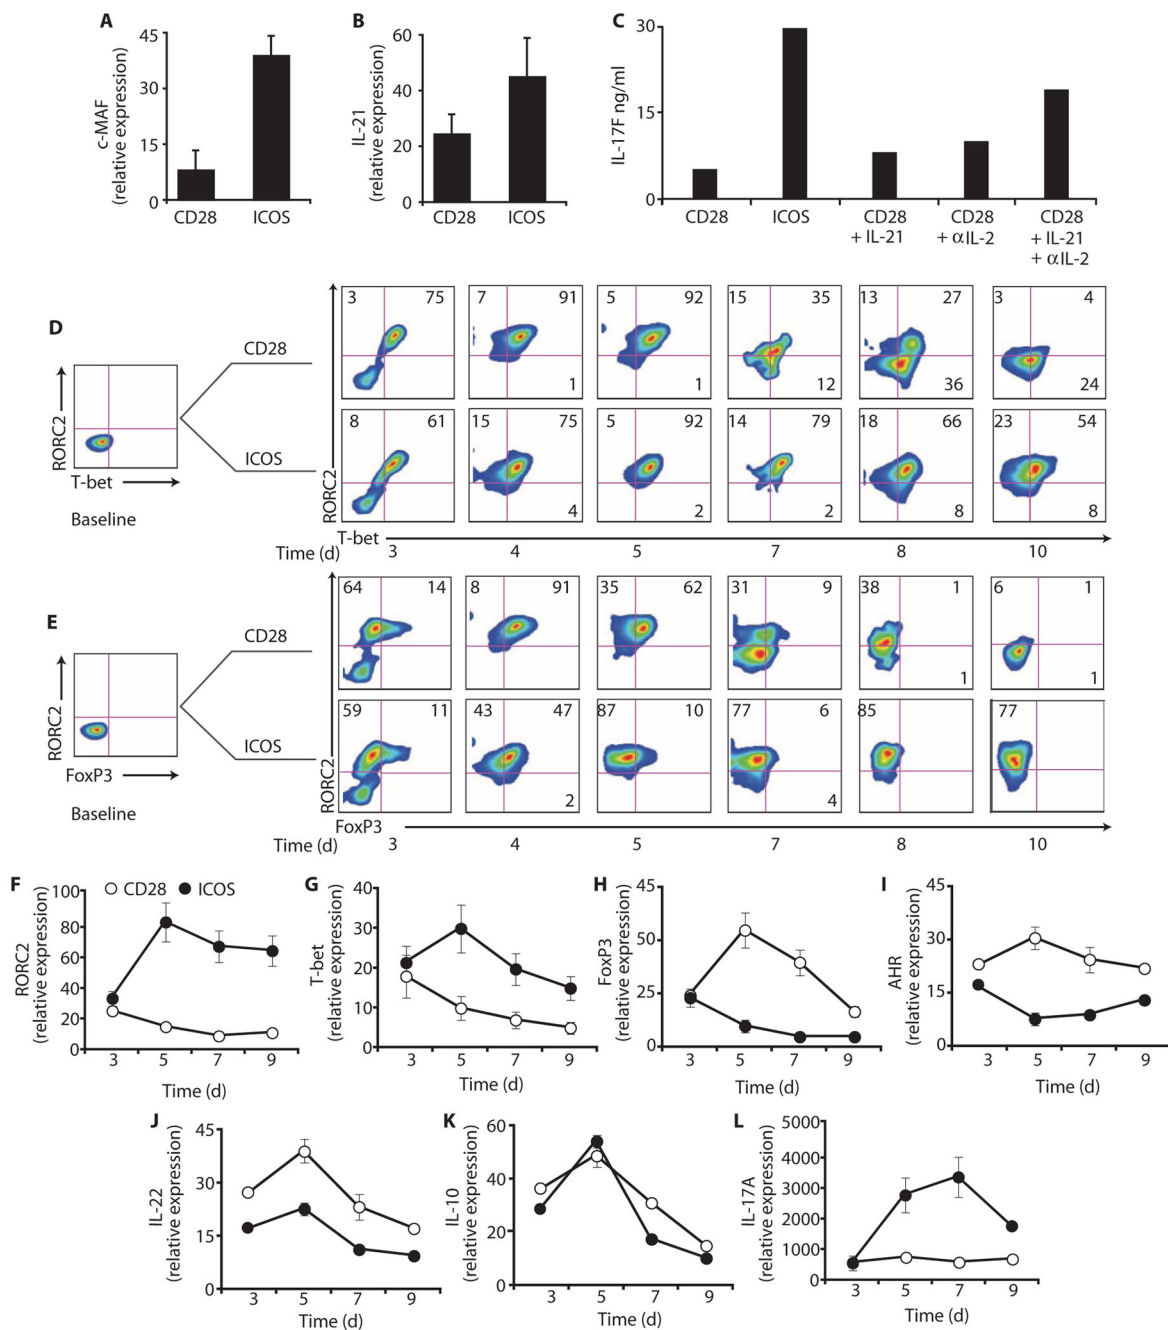 A
c-MAF
(relative expression)
45
30
15
0
CD28 ICOS
B
IL-21
(relative expression)
60
40
20
0
CD28 ICOS
C
IL-17F ng/ml
30
15
0
CD28 ICOS CD28 CD28 CD28
+ IL-21 + αIL-2 + IL-21
+ αIL-2
D
RORC2
T-bet
Baseline
CD28
ICOS
RORC2
3 75 7 91 5 92 15 35 13 27 3 4
1 1 12 36 24
8 61 15 75 5 92 14 79 18 66 23 54
4 2 2 8 8
T-bet
Time (d) 3 4 5 7 8 10
E
RORC2
FoxP3
Baseline
CD28
ICOS
RORC2
64 14 8 91 35 62 31 9 38 1 6 1
1 1
59 11 43 47 87 10 77 6 85 77
2 4
FoxP3
Time (d) 3 4 5 7 8 10
F
CD28 ICOS
RORC2
(relative expression)
100
80
60
40
20
0
3 5 7 9
Time (d)
G
T-bet
(relative expression)
40
30
20
10
0
3 5 7 9
Time (d)
H
FoxP3
(relative expression)
45
50
25
0
3 5 7 9
Time (d)
I
AHR
(relative expression)
45
30
15
0
3 5 7 9
Time (d)
J
IL-22
(relative expression)
45
30
15
0
3 5 7 9
Time (d)
K
IL-10
(relative expression)
60
40
20
0
3 5 7 9
Time (d)
L
IL-17A
(relative expression)
5000
4000
3000
2000
1000
0
3 5 7 9
Time (d)